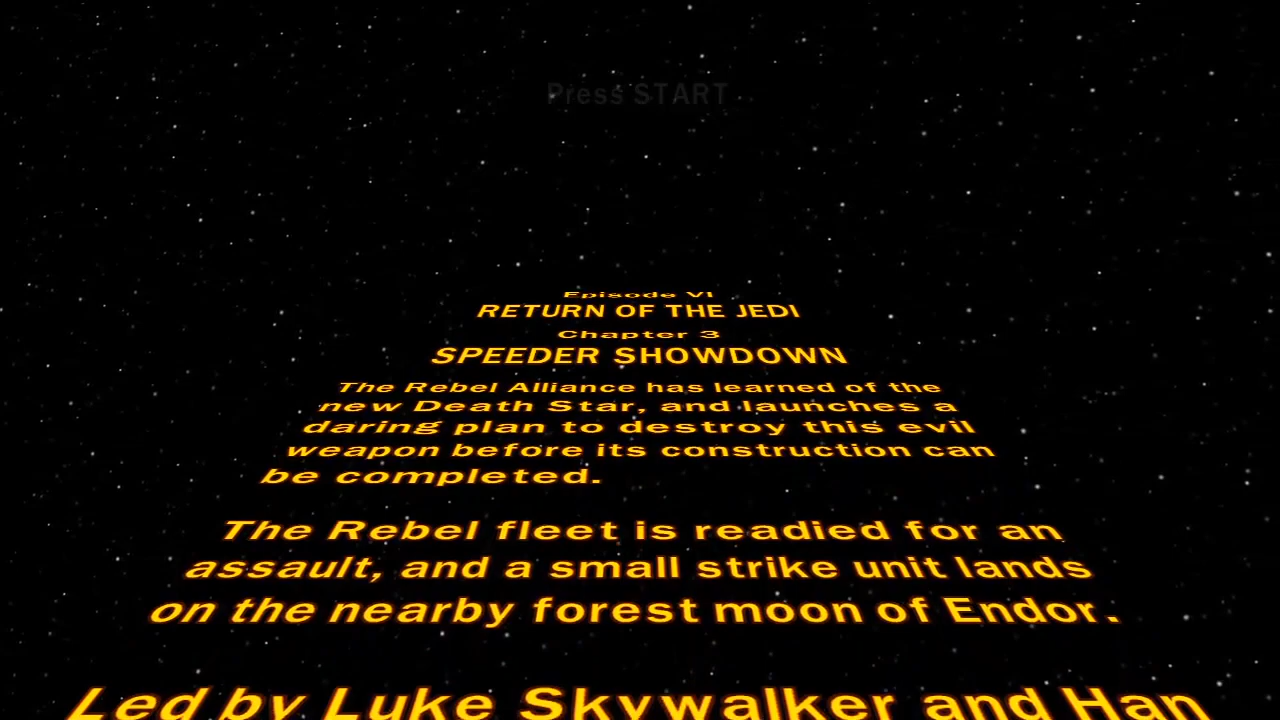 Press START
Episode VI
RETURN OF THE JEDI
Chapter 3
SPEEDER SHOWDOWN
The Rebel Alliance has learned of the
new Death Star, and launches a
daring plan to destroy this evil
weapon before its construction can
be completed.
The Rebel fleet is readied for an
assault, and a small strike unit lands
on the nearby forest moon of Endor.
Led by Luke Skywalker and Han